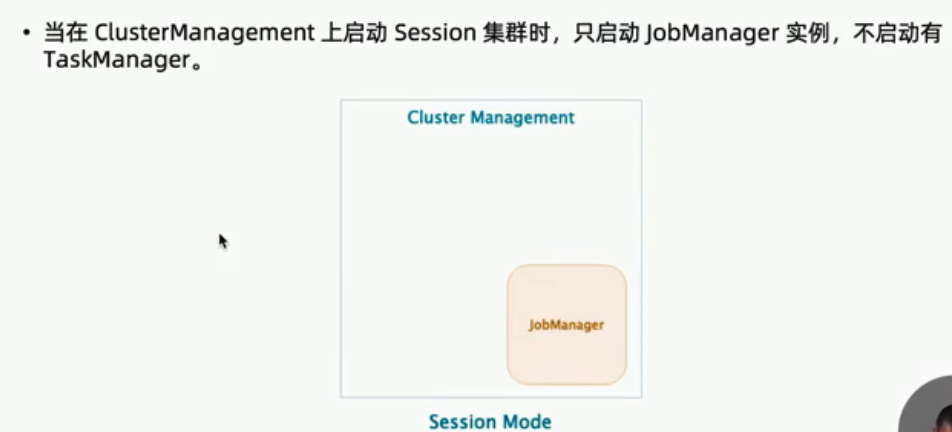 • 当在 ClusterManagement 上启动 Session 集群时，只启动 JobManager 实例，不启动有
TaskManager。
Cluster Management
JobManager
Session Mode